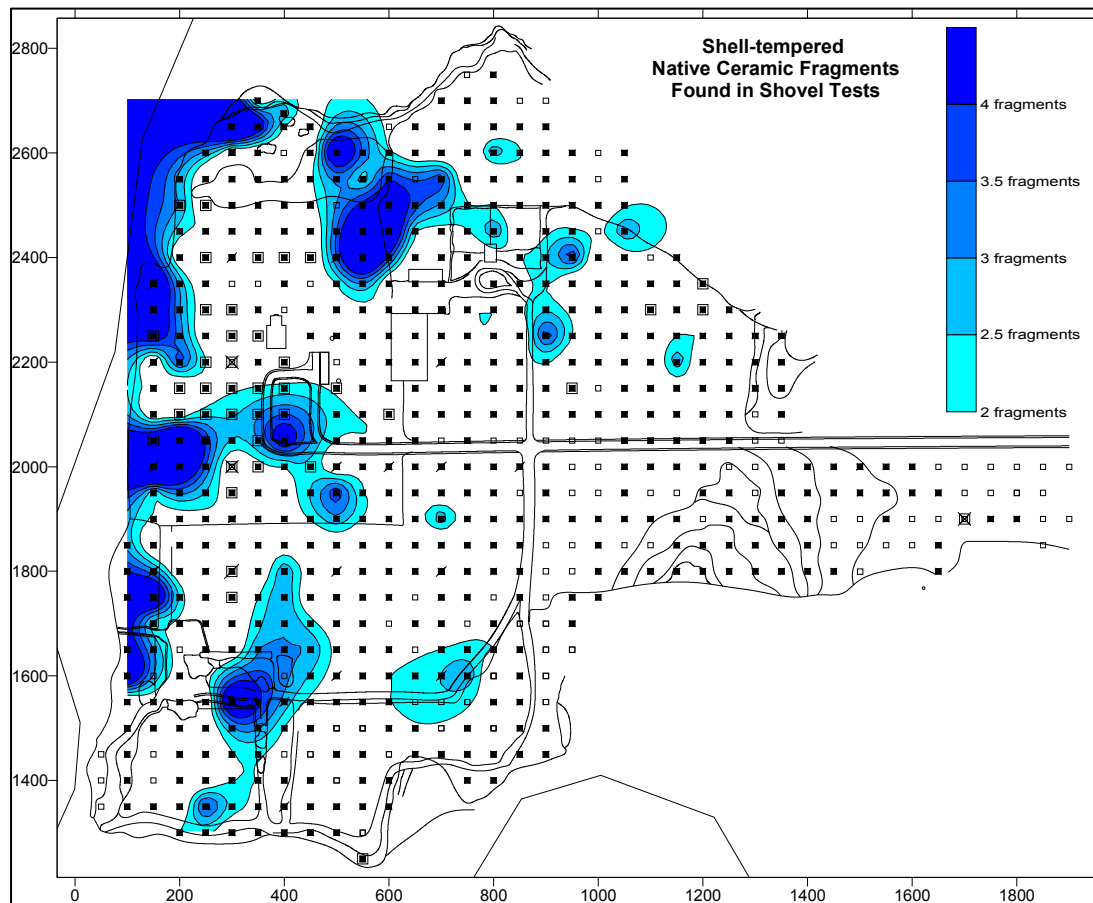 Shell-tempered
Native Ceramic Fragments
Found in Shovel Tests
4 fragments
3.5 fragments
3 fragments
2.5 fragments
2 fragments
2800
2600
2400
2200
2000
1800
1600
1400
0 200 400 600 800 1000 1200 1400 1600 1800